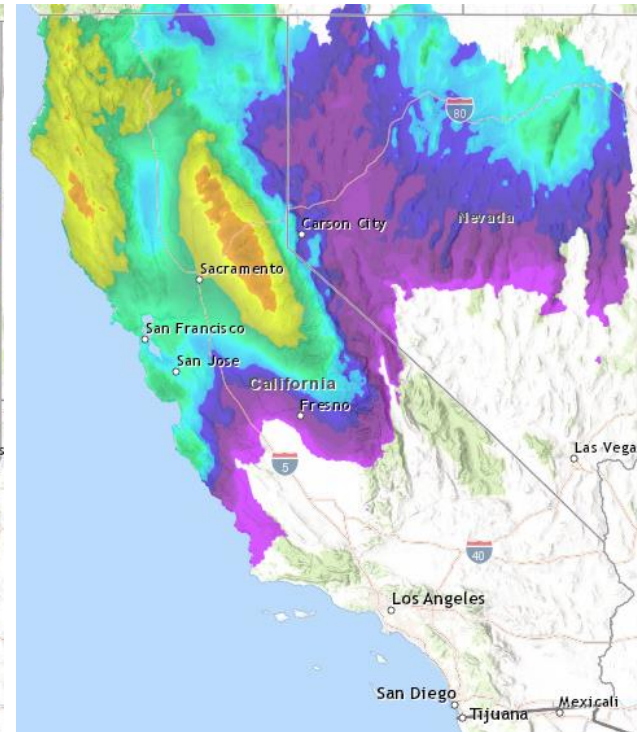 80
Carson City
Nevada
Sacramento
San Francisco
San Jose
California
Fresno
s
5
Las Vega
40
Los Angeles
San Diego
Tijuana
Mexicali